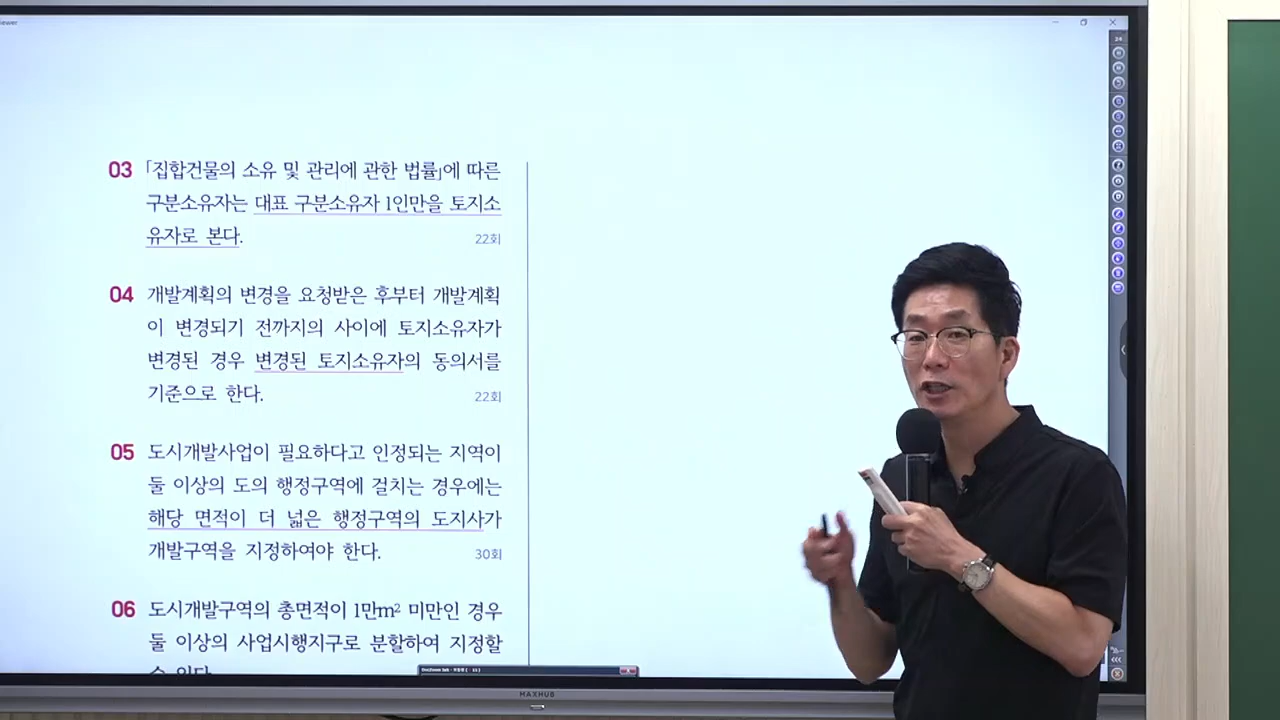 03 「집합건물의 소유 및 관리에 관한 법률」에 따른
구분소유자는 대표 구분소유자 1인만을 토지소
유자로 본다. 22회
04 개발계획의 변경을 요청받은 후부터 개발계획
이 변경되기 전까지의 사이에 토지소유자가
변경된 경우 변경된 토지소유자의 동의서를
기준으로 한다. 22회
05 도시개발사업이 필요하다고 인정되는 지역이
둘 이상의 도의 행정구역에 걸치는 경우에는
해당 면적이 더 넓은 행정구역의 도지사가
개발구역을 지정하여야 한다. 30회
06 도시개발구역의 총면적이 1만m² 미만인 경우
둘 이상의 사업시행지구로 분할하여 지정할
수 있다
MAXHUB